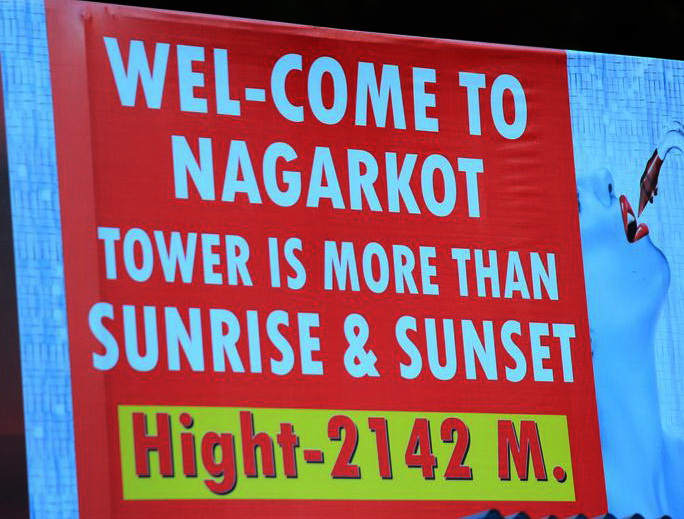 WEL-COME TO
NAGARKOT
TOWER IS MORE THAN
SUNRISE & SUNSET
Hight-2142 M.